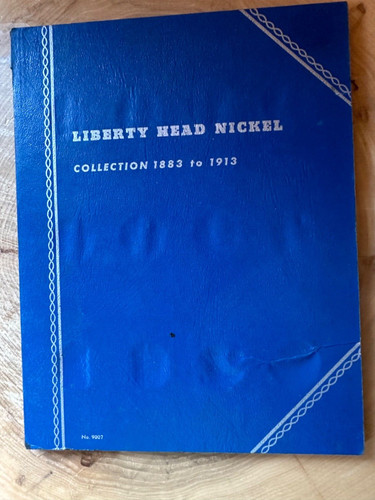 LIBERTY HEAD NICKEL
COLLECTION 1883 to 1913
No. 9007